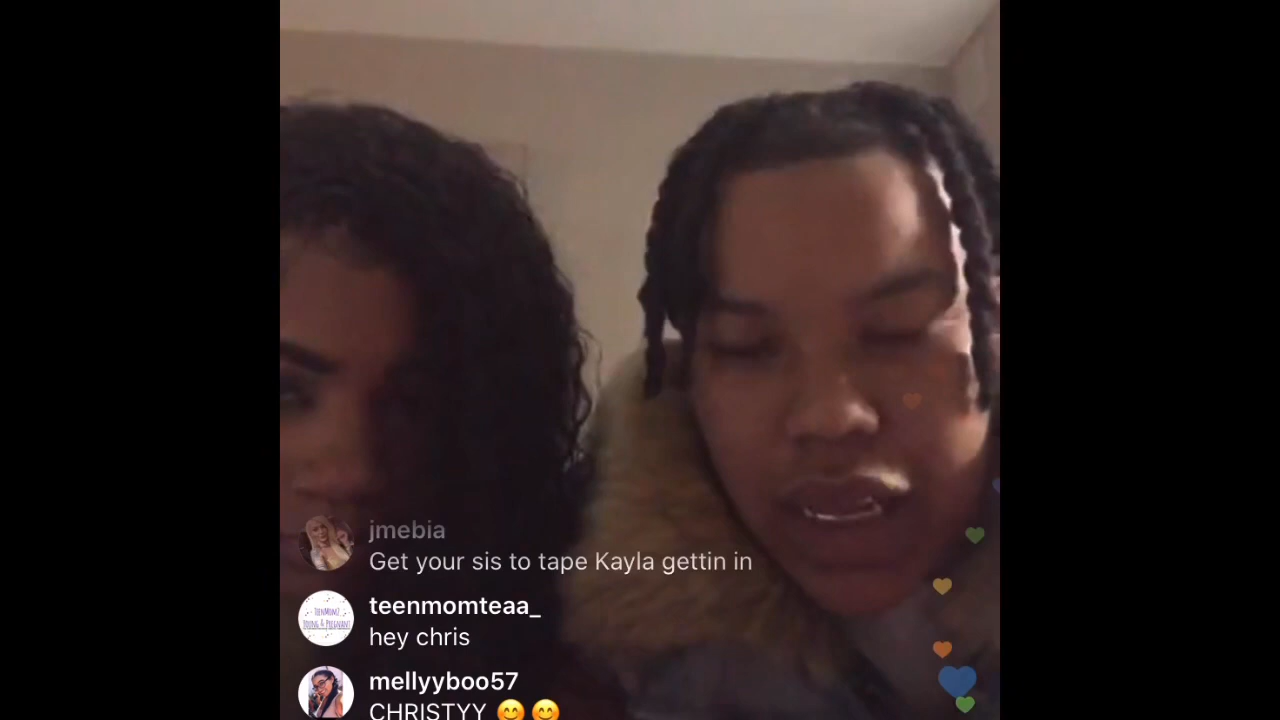 jmebia
Get your sis to tape Kayla gettin in
teenmomteaa_
hey chris
mellyyboo57
CHRISTYY 😊😊